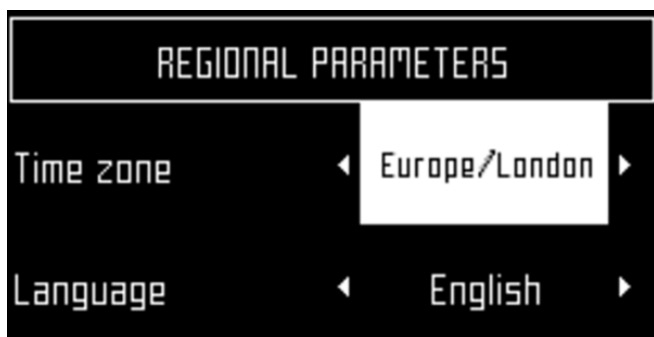 REGIONAL PARAMETERS
Time zone Europe/London
Language English